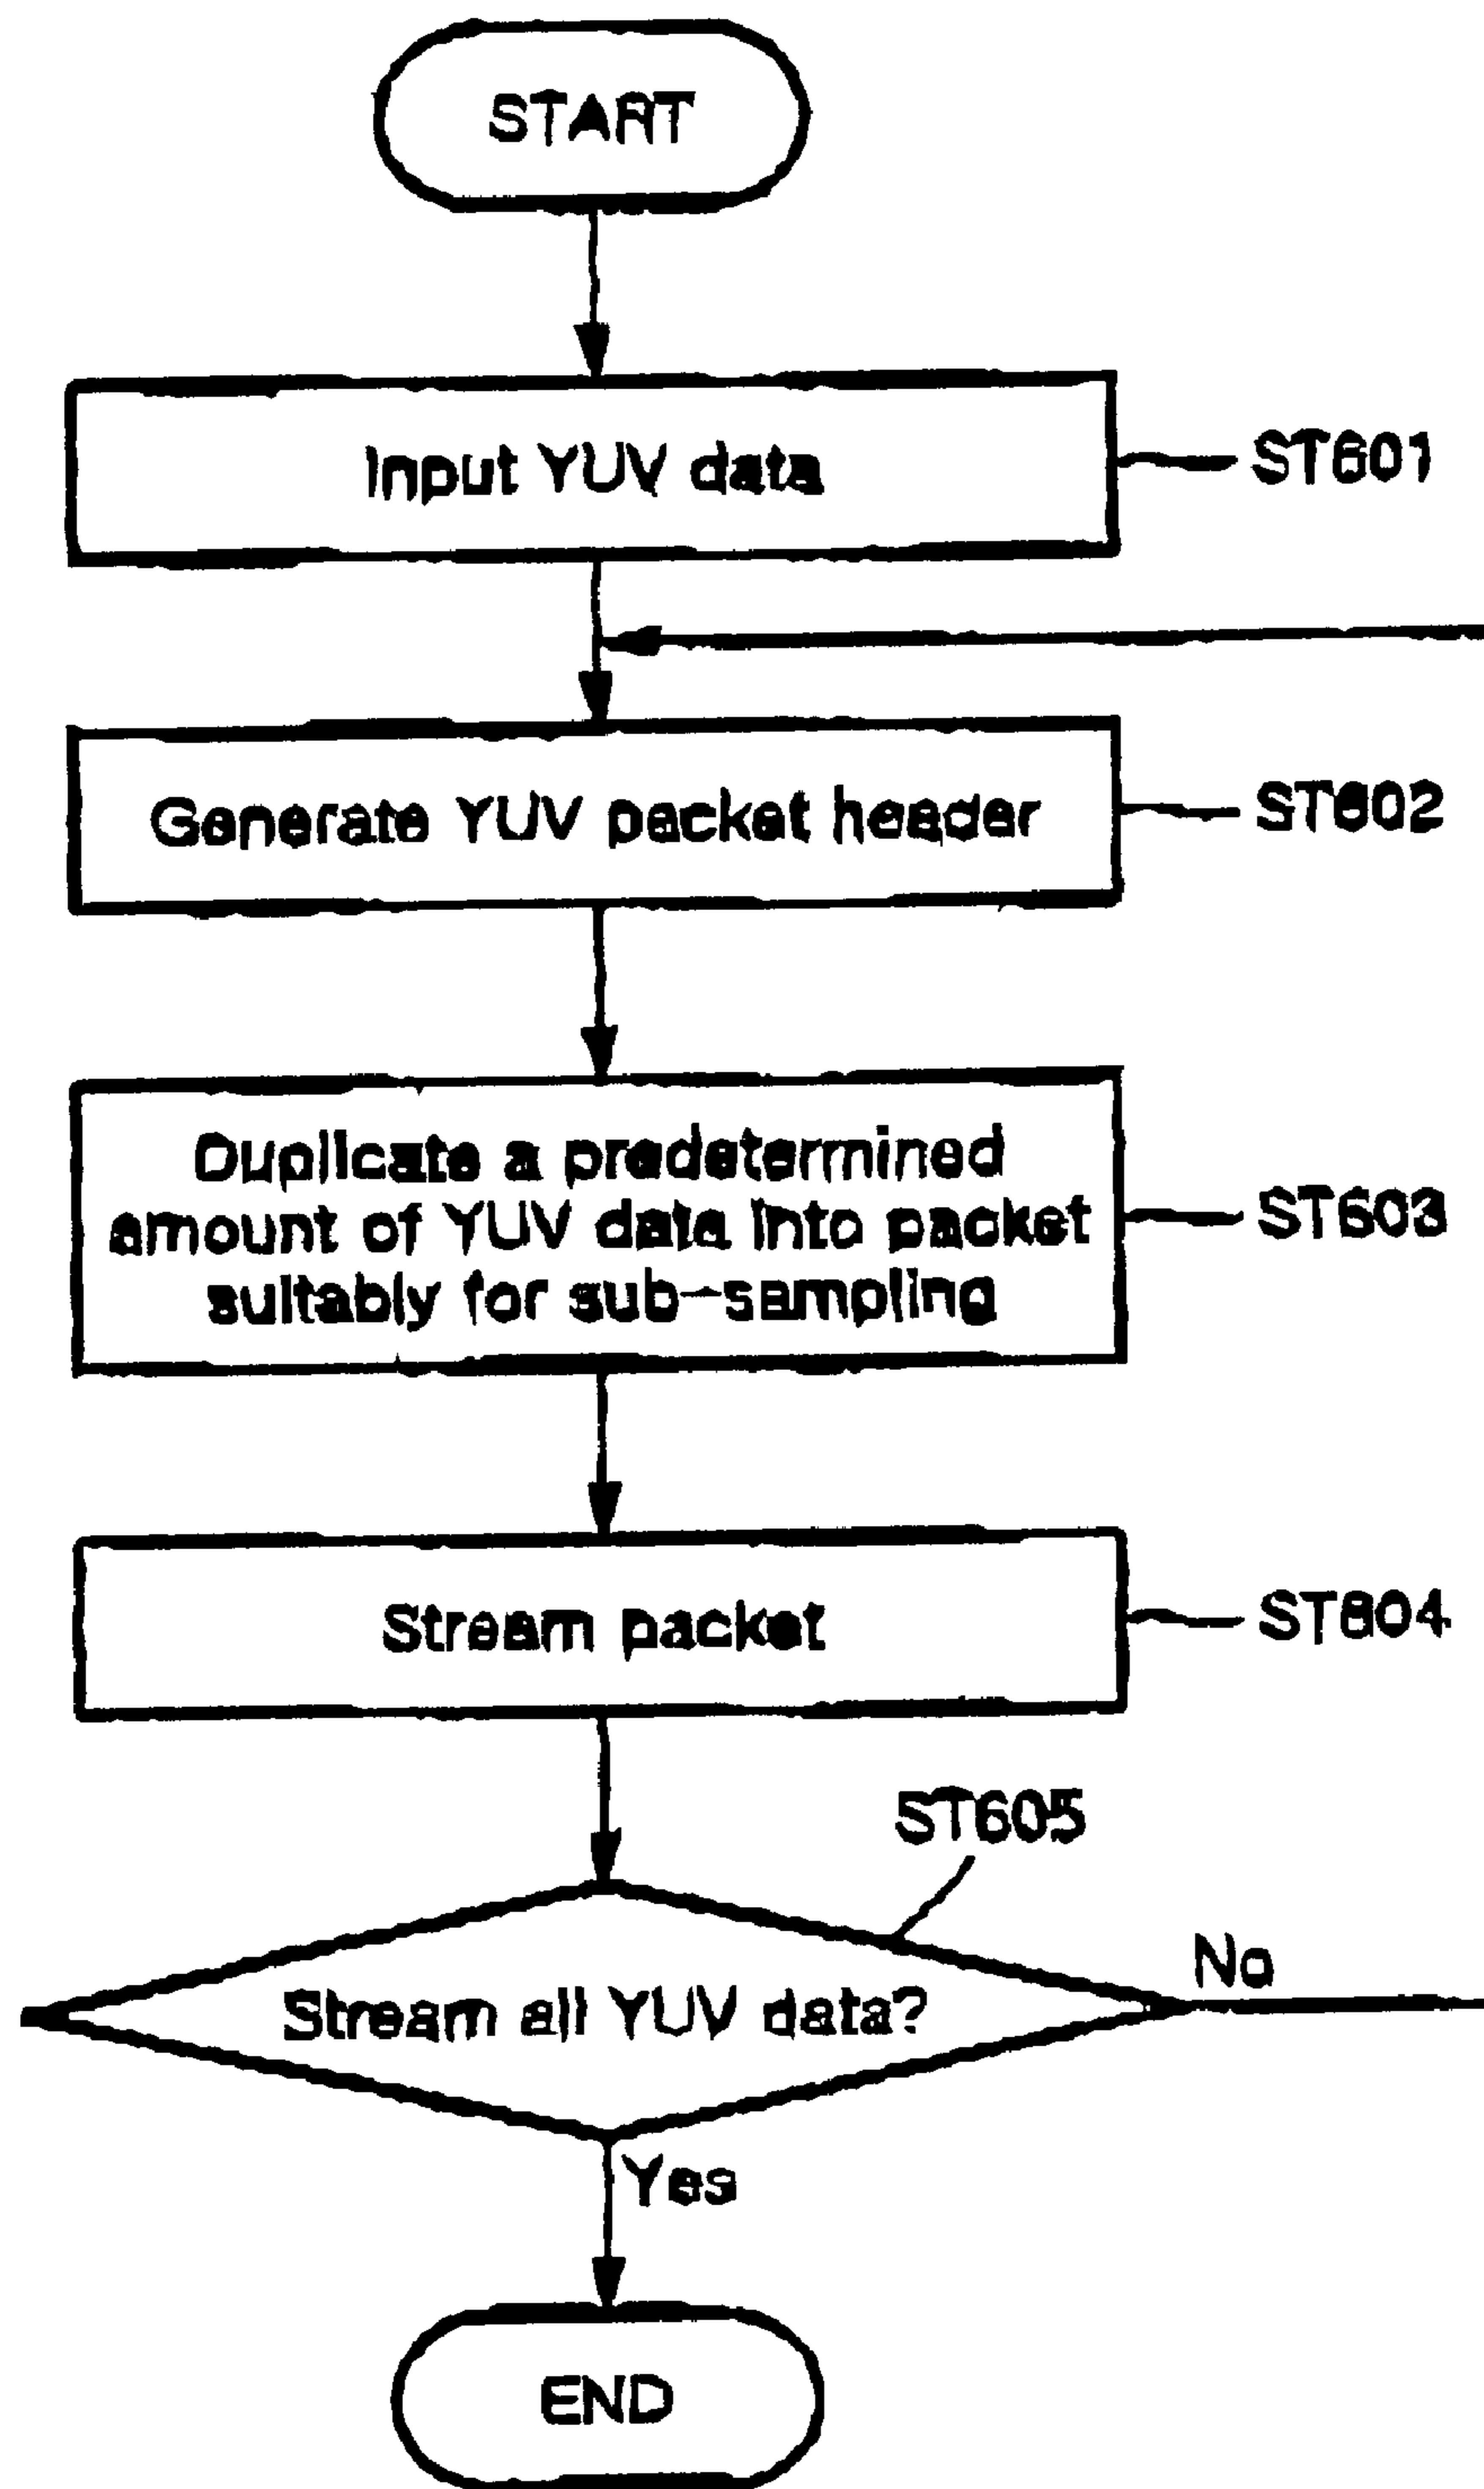 START
Input YUV data
ST601
Generate YUV packet header
ST602
Duplicate a predetermined
amount of YUV data into packet
suitably for sub-sampling
ST603
Stream packet
ST604
ST605
Stream all YUV data?
No
Yes
END